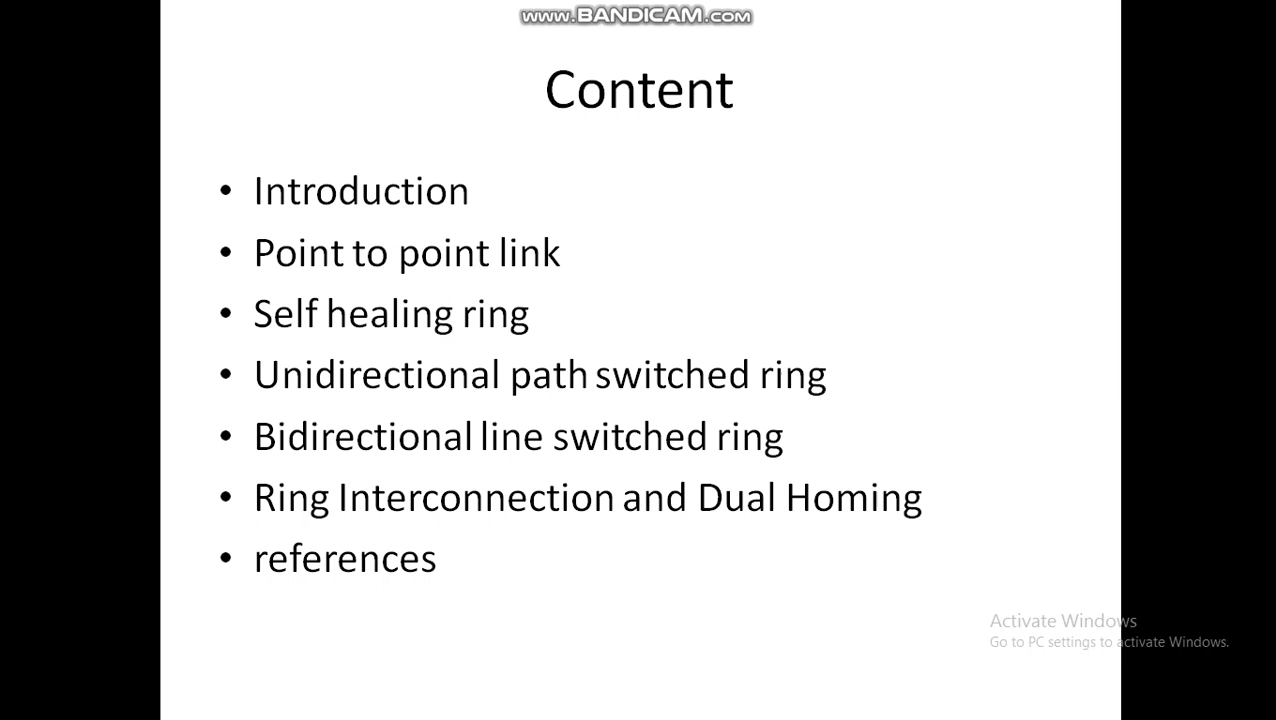 www.BANDICAM.com
Content
• Introduction
• Point to point link
• Self healing ring
• Unidirectional path switched ring
• Bidirectional line switched ring
• Ring Interconnection and Dual Homing
• references
Activate Windows
Go to PC settings to activate Windows.